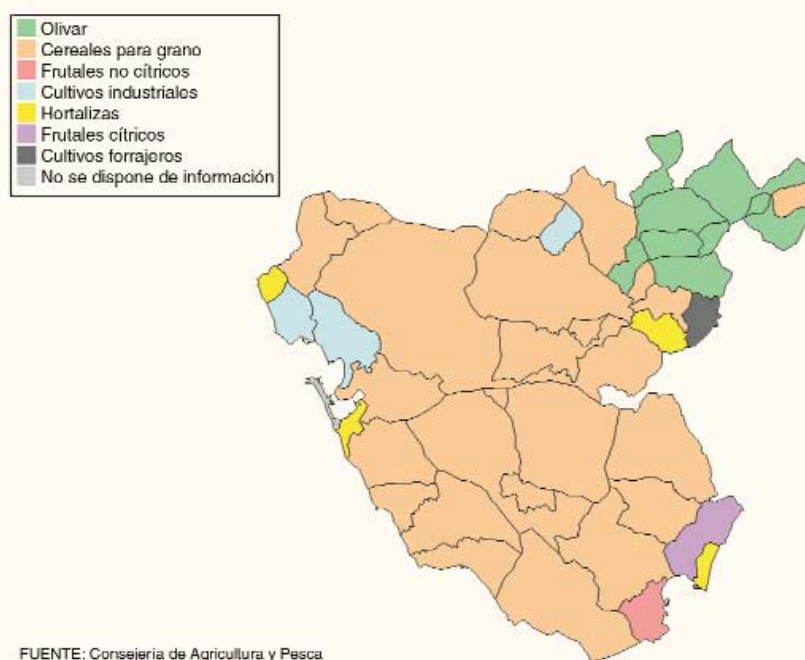 Olivar
Cereales para grano
Frutales no cítricos
Cultivos industriales
Hortalizas
Frutales cítricos
Cultivos forrajeros
No se dispone de información
FUENTE: Consejería de Agricultura y Pesca